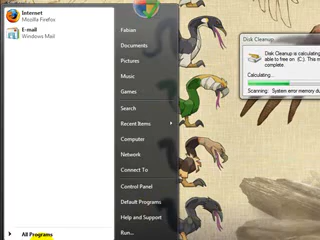 Internet
Mozilla Firefox
E-mail
Windows Mail
All Programs
Fabian
Documents
Pictures
Music
Games
Search
Recent Items
Computer
Network
Connect To
Control Panel
Default Programs
Help and Support
Run...
Disk Cleanup
Disk Cleanup is calculating
able to free on (C:). This m
complete.
Calculating...
Scanning: System error memory du